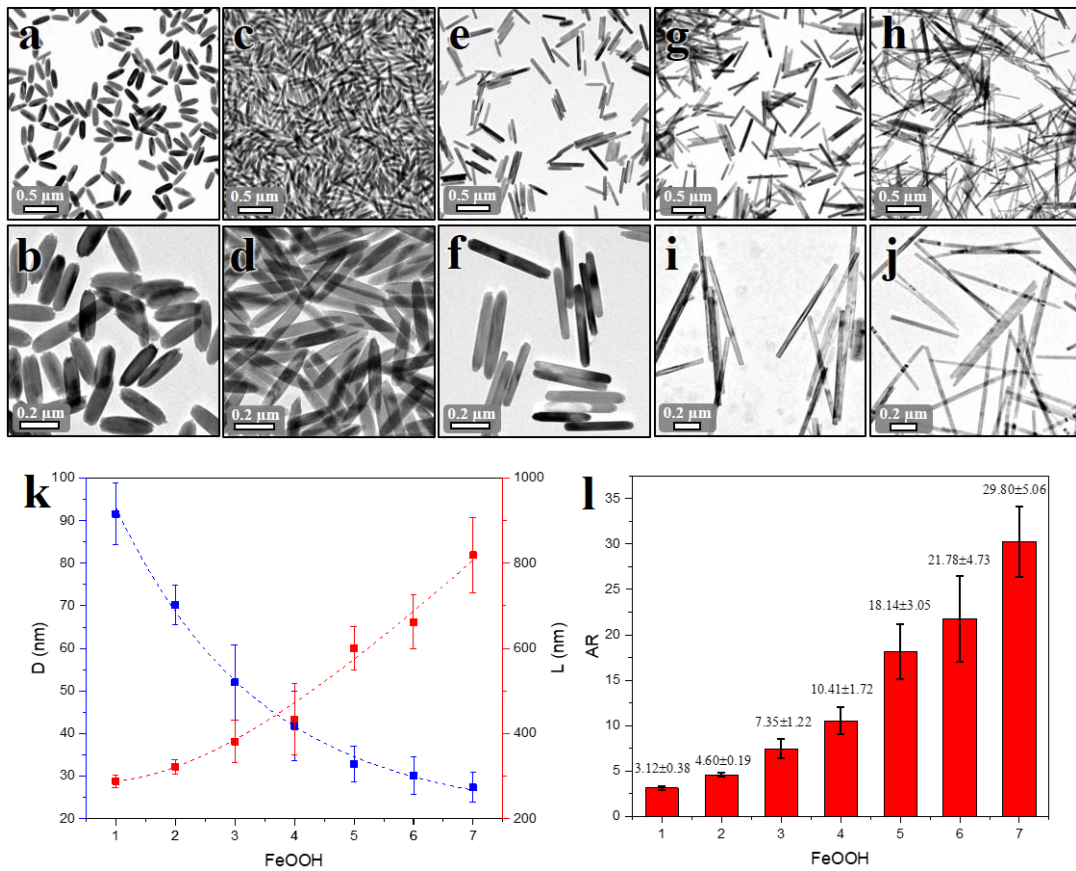 a
c
e
g
h
0.5 µm
0.5 µm
0.5 µm
0.5 µm
0.5 µm
b
d
f
i
j
0.2 µm
0.2 µm
0.2 µm
0.2 µm
0.2 µm
k
100
90
80
70
60
50
40
30
20
D (nm)
1000
800
600
400
200
L (nm)
1 2 3 4 5 6 7
FeOOH
l
35
30
25
20
15
10
5
0
AR
3.12±0.38
4.60±0.19
7.35±1.22
10.41±1.72
18.14±3.05
21.78±4.73
29.80±5.06
1 2 3 4 5 6 7
FeOOH